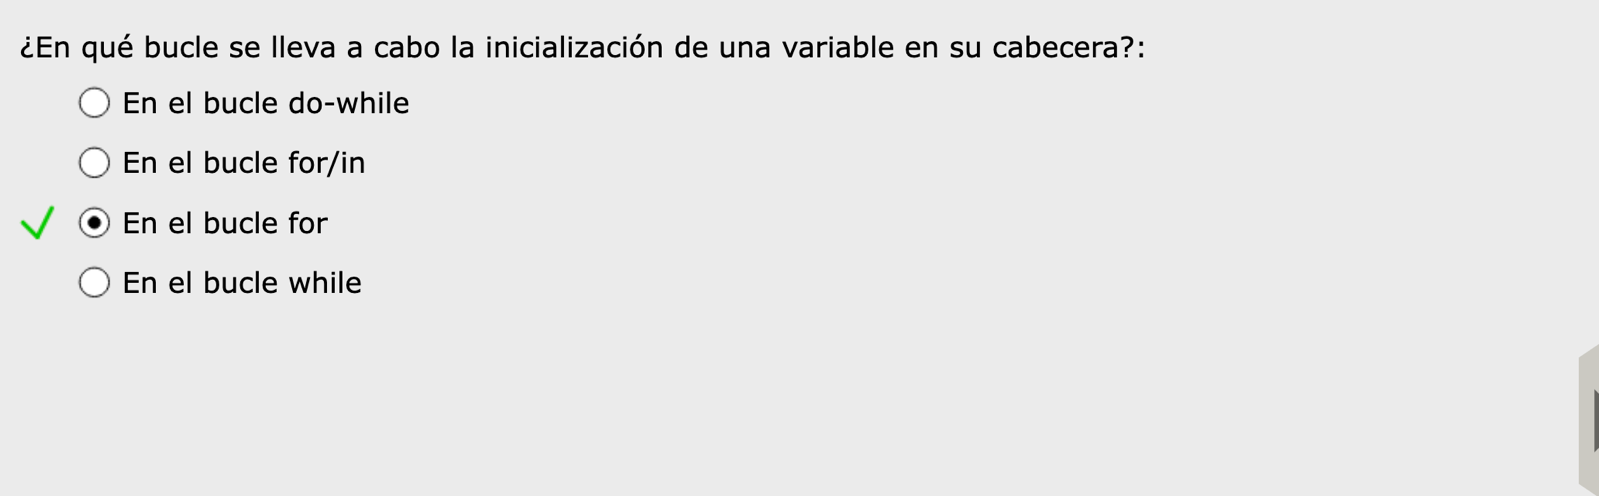 ¿En qué bucle se lleva a cabo la inicialización de una variable en su cabecera?:
En el bucle do-while
En el bucle for/in
En el bucle for
En el bucle while